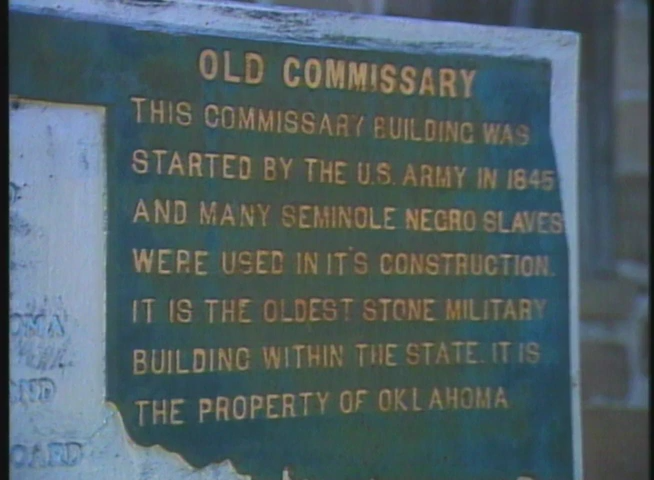 OLD COMMISSARY
THIS COMMISSARY BUILDING WAS
STARTED BY THE U.S. ARMY IN 1845
AND MANY SEMINOLE NEGRO SLAVES
WERE USED IN IT'S CONSTRUCTION.
IT IS THE OLDEST STONE MILITARY
BUILDING WITHIN THE STATE. IT IS
THE PROPERTY OF OKLAHOMA